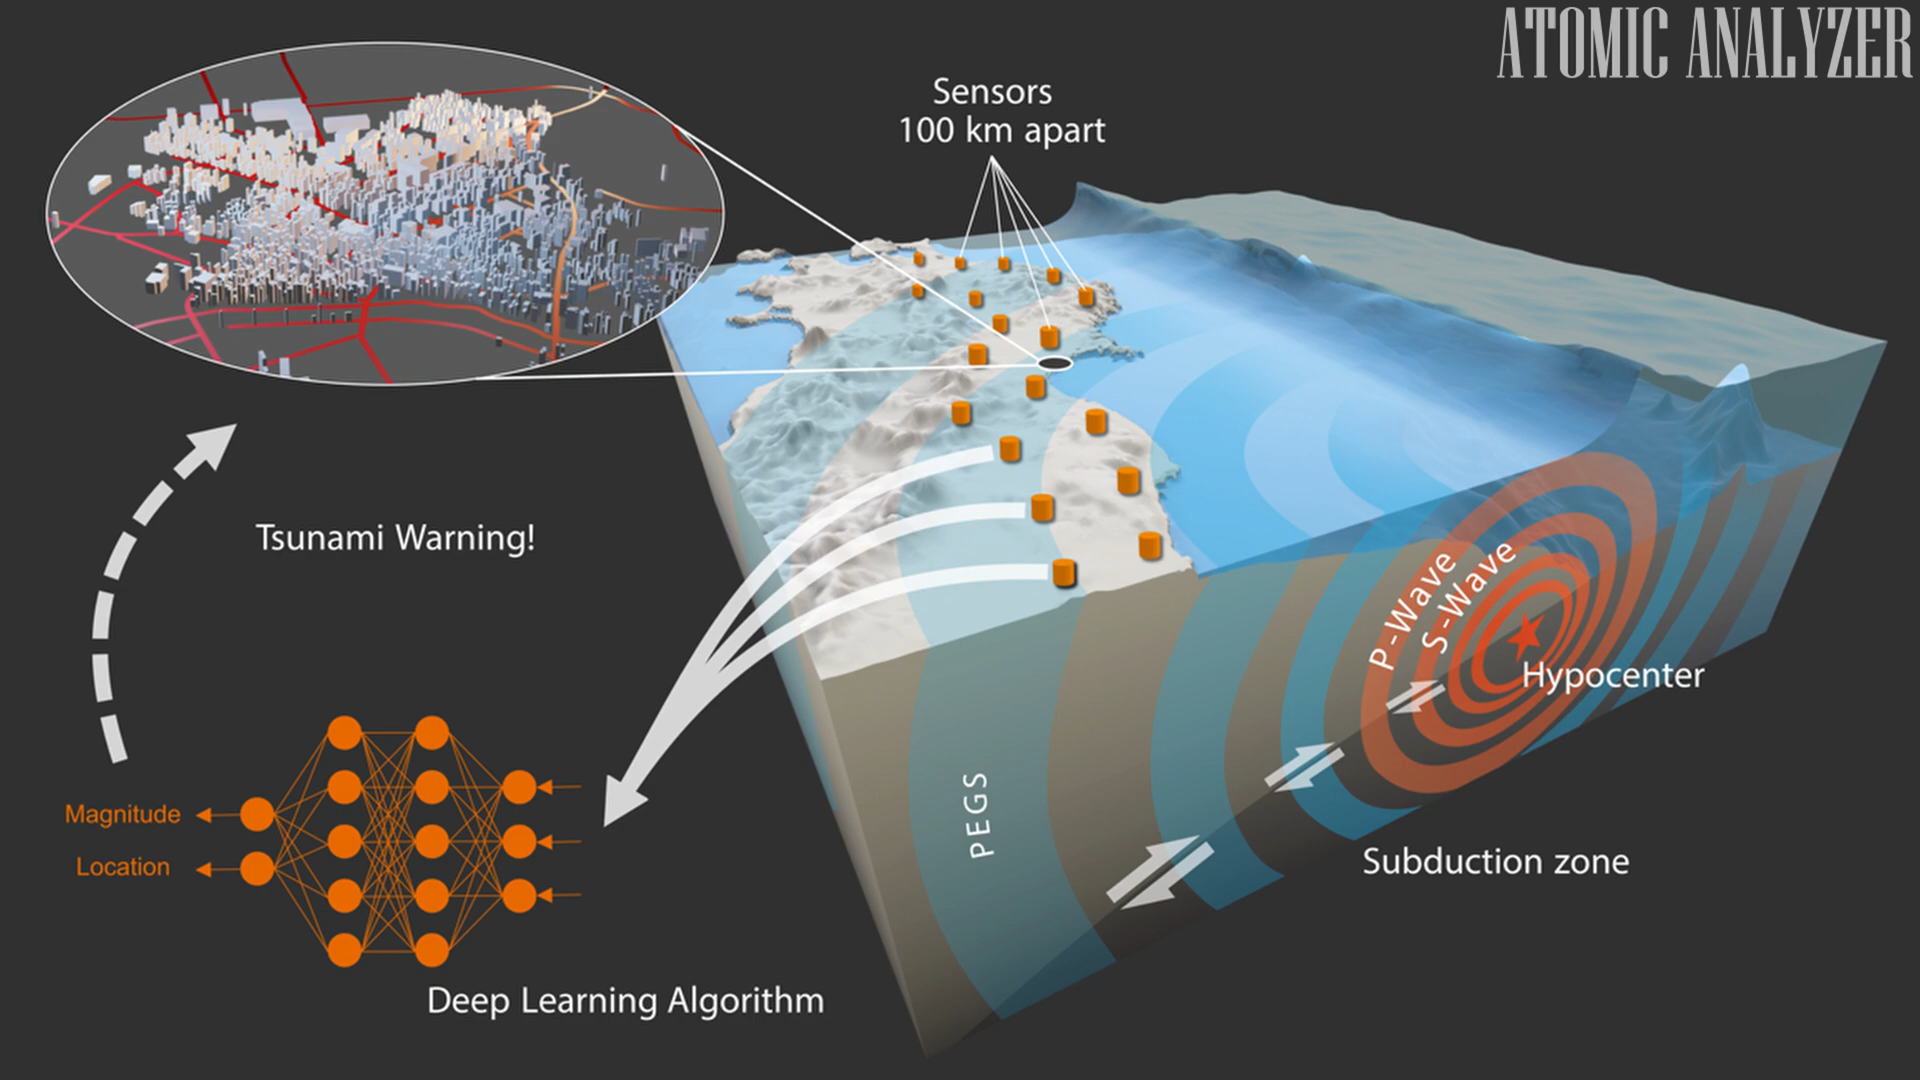 ATOMIC ANALYZER
Sensors
100 km apart
Tsunami Warning!
P-Wave
S-Wave
Hypocenter
PEGS
Magnitude
Location
Subduction zone
Deep Learning Algorithm